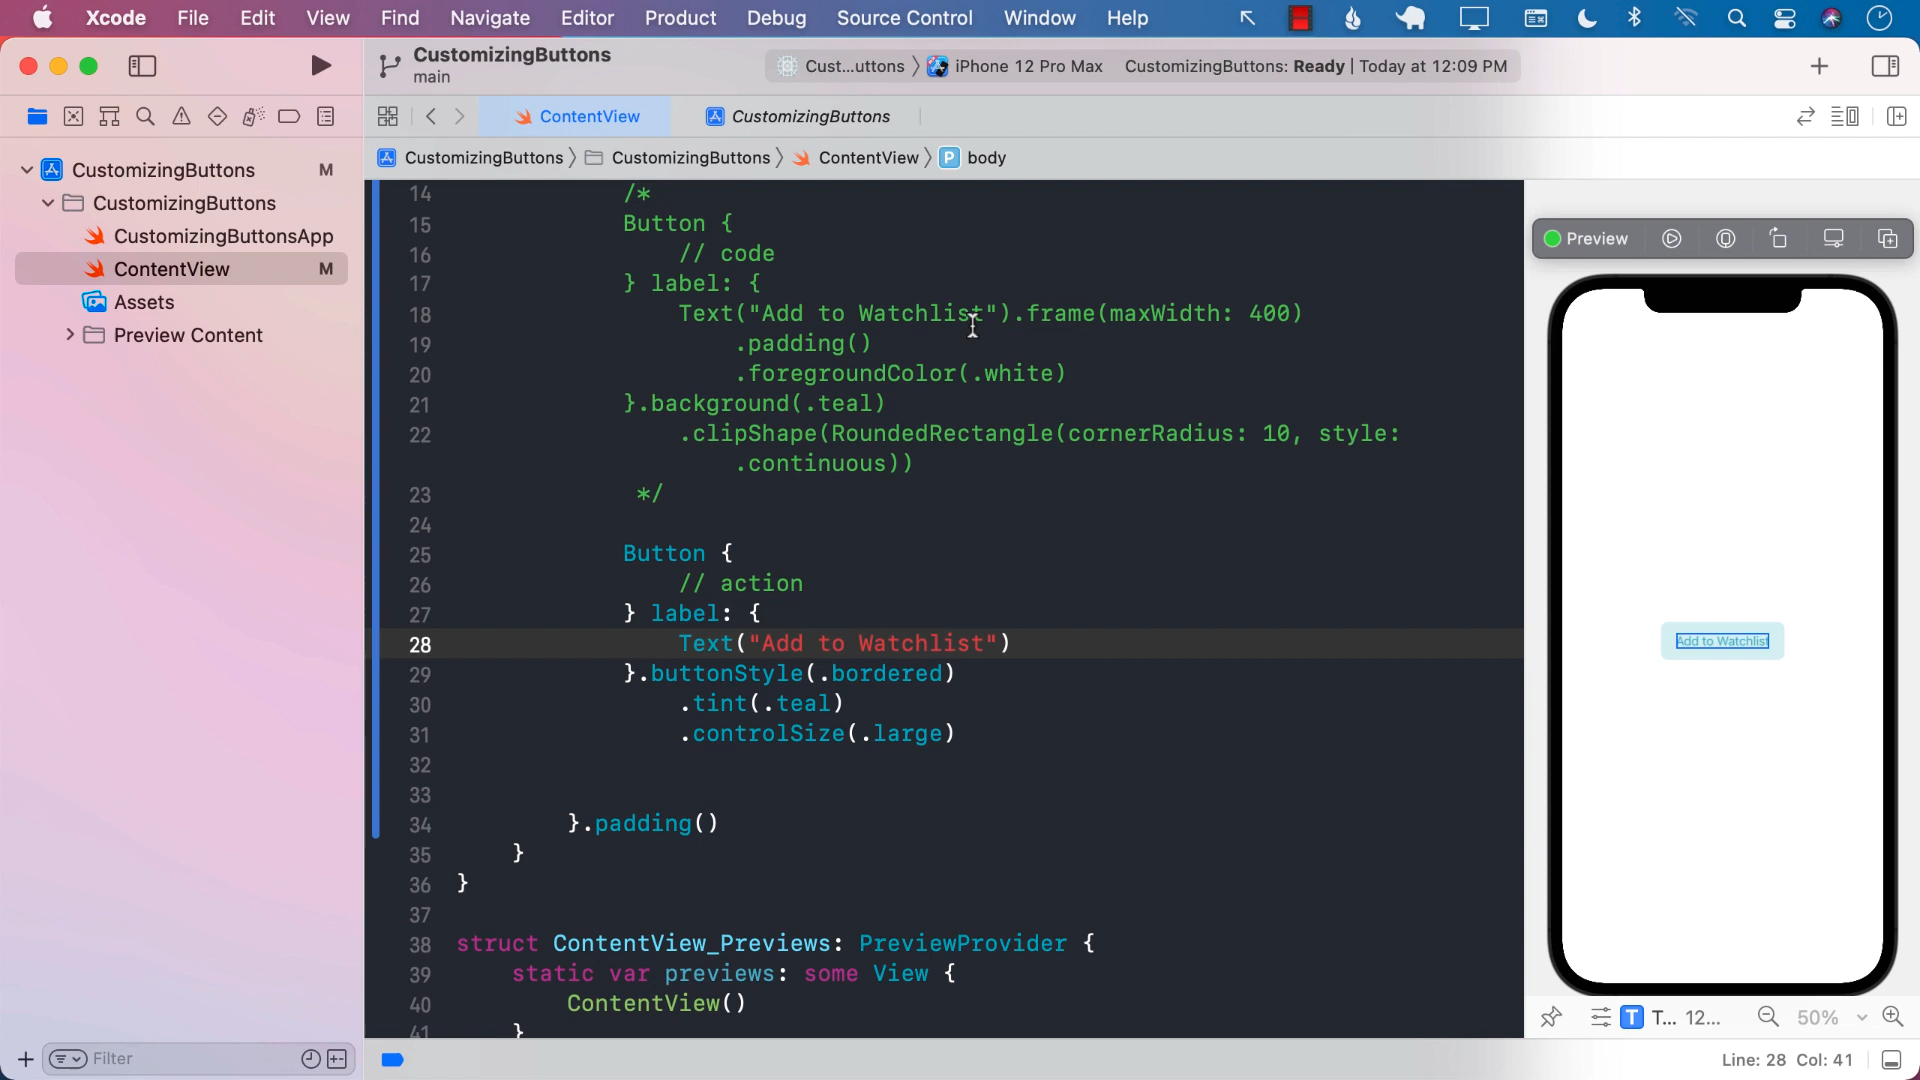 Xcode File Edit View Find Navigate Editor Product Debug Source Control Window Help
CustomizingButtons
main
Cust...uttons 〉 iPhone 12 Pro Max CustomizingButtons: Ready | Today at 12:09 PM
ContentView CustomizingButtons
CustomizingButtons 〉 CustomizingButtons 〉 ContentView 〉 P body
CustomizingButtons M
CustomizingButtons
CustomizingButtonsApp
ContentView M
Assets
Preview Content
14 /*
15 Button {
16 // code
17 } label: {
18 Text("Add to Watchlist").frame(maxWidth: 400)
19 .padding()
20 .foregroundColor(.white)
21 }.background(.teal)
22 .clipShape(RoundedRectangle(cornerRadius: 10, style:
.continuous))
23 */
24
25 Button {
26 // action
27 } label: {
28 Text("Add to Watchlist")
29 }.buttonStyle(.bordered)
30 .tint(.teal)
31 .controlSize(.large)
32
33
34 }.padding()
35 }
36 }
37
38 struct ContentView_Previews: PreviewProvider {
39 static var previews: some View {
40 ContentView()
41 }
Preview
Add to Watchlist
T T... 12... 50%
Filter
Line: 28 Col: 41